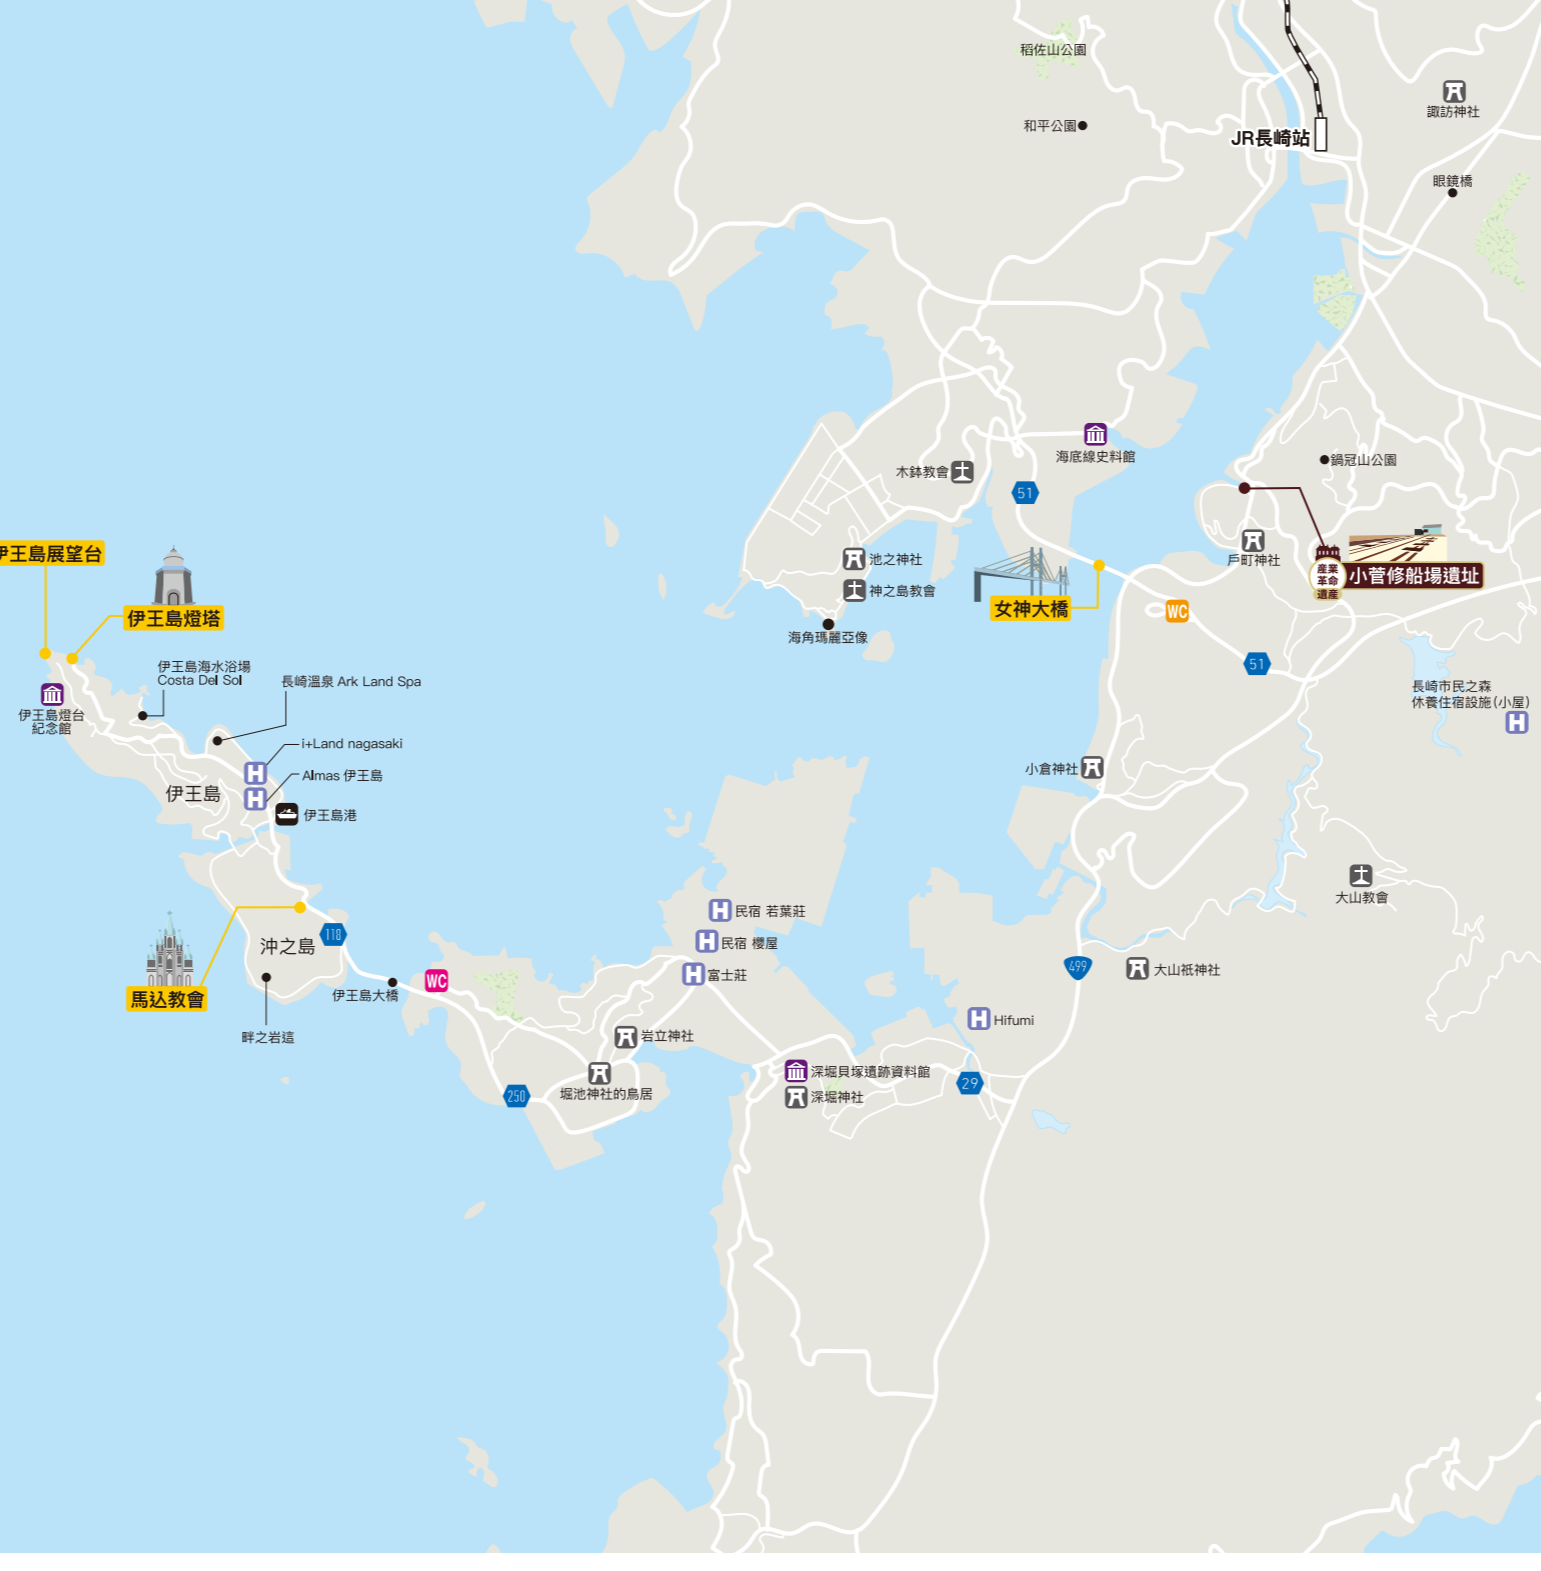 稻佐山公園
和平公園
JR長崎站
諏訪神社
眼鏡橋
海底線史料館
木鉢教會
51
鍋冠山公園
戶町神社
産業
革命
遺産
小菅修船場遺址
池之神社
神之島教會
海角瑪麗亞像
女神大橋
WC
51
長崎市民之森
休養住宿設施(小屋)
H
伊王島展望台
伊王島燈塔
伊王島海水浴場
Costa Del Sol
長崎溫泉 Ark Land Spa
伊王島燈台
紀念館
i+Land nagasaki
H
Almas 伊王島
H
伊王島
伊王島港
小倉神社
大山教會
H 民宿 若葉莊
H 民宿 櫻屋
H 富士莊
沖之島
118
馬込教會
WC
伊王島大橋
畔之岩這
499
大山祇神社
H Hifumi
岩立神社
堀池神社的鳥居
250
深堀貝塚遺跡資料館
深堀神社
29